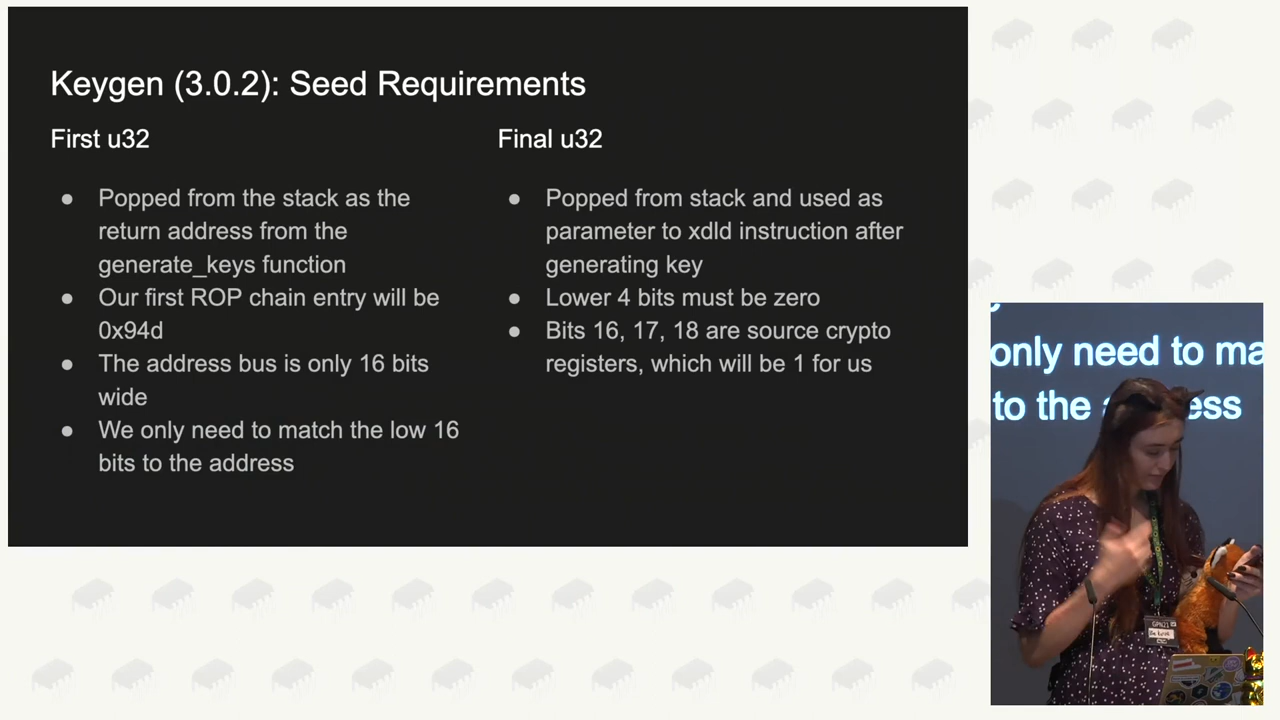 Keygen (3.0.2): Seed Requirements
First u32
● Popped from the stack as the
return address from the
generate_keys function
● Our first ROP chain entry will be
0x94d
● The address bus is only 16 bits
wide
● We only need to match the low 16
bits to the address
Final u32
● Popped from stack and used as
parameter to xdld instruction after
generating key
● Lower 4 bits must be zero
● Bits 16, 17, 18 are source crypto
registers, which will be 1 for us
only need to ma
to the ess
GPN21